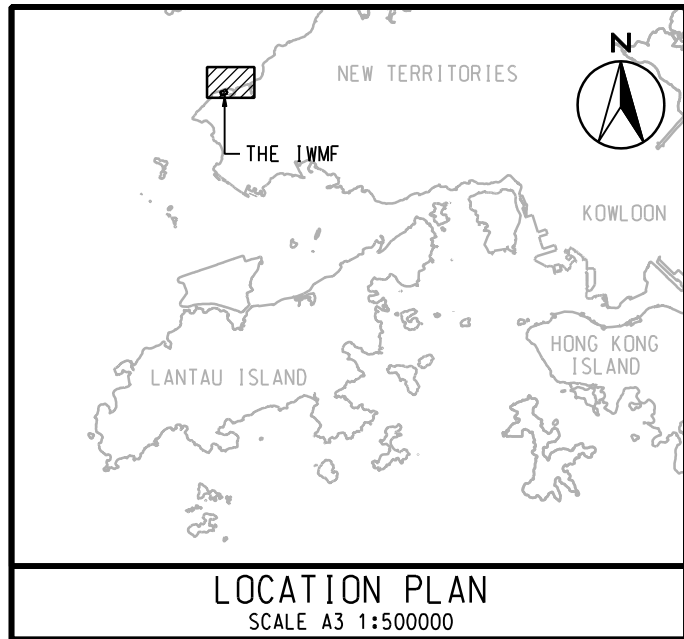 N
NEW TERRITORIES
THE IWMF
KOWLOON
HONG KONG
ISLAND
LANTAU ISLAND
LOCATION PLAN
SCALE A3 1:500000